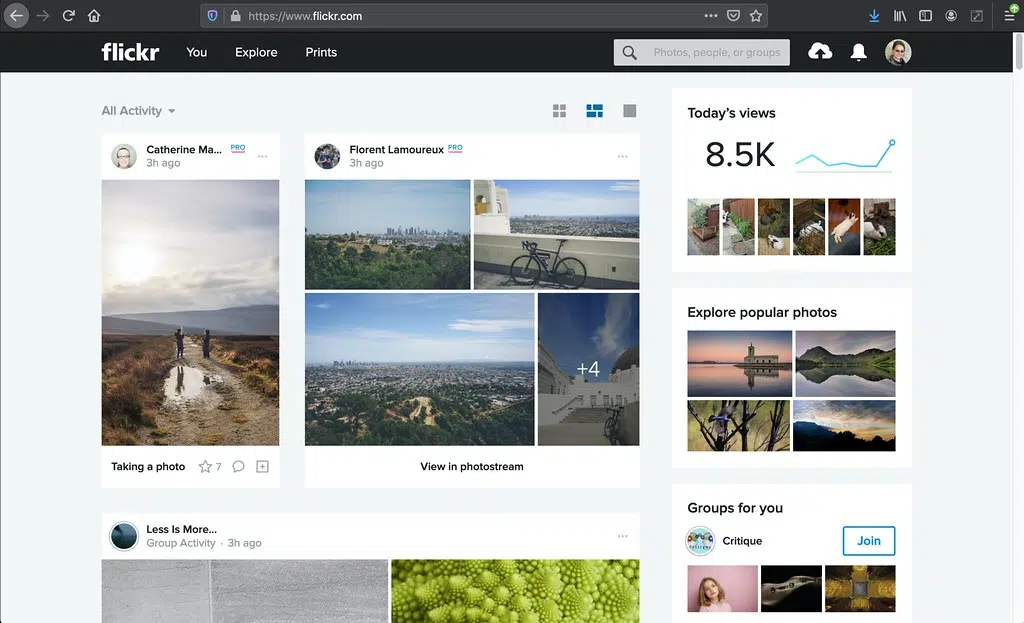 https://www.flickr.com
flickr
You
Explore
Prints
Photos, people, or groups
All Activity
Catherine Ma... PRO
3h ago
Florent Lamoureux PRO
3h ago
+4
Taking a photo
7
View in photostream
Less Is More...
Group Activity · 3h ago
Today's views
8.5K
Explore popular photos
Groups for you
Critique
Critique
Join